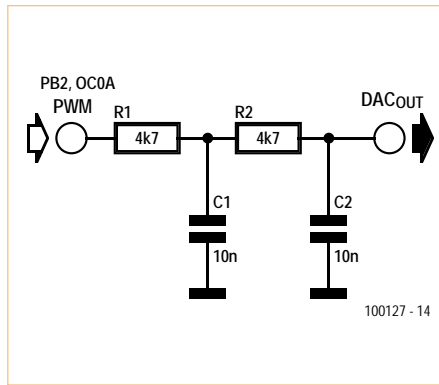 PB2, OC0A
PWM
R1
4k7
R2
4k7
DACOUT
C1
10n
C2
10n
100127 - 14